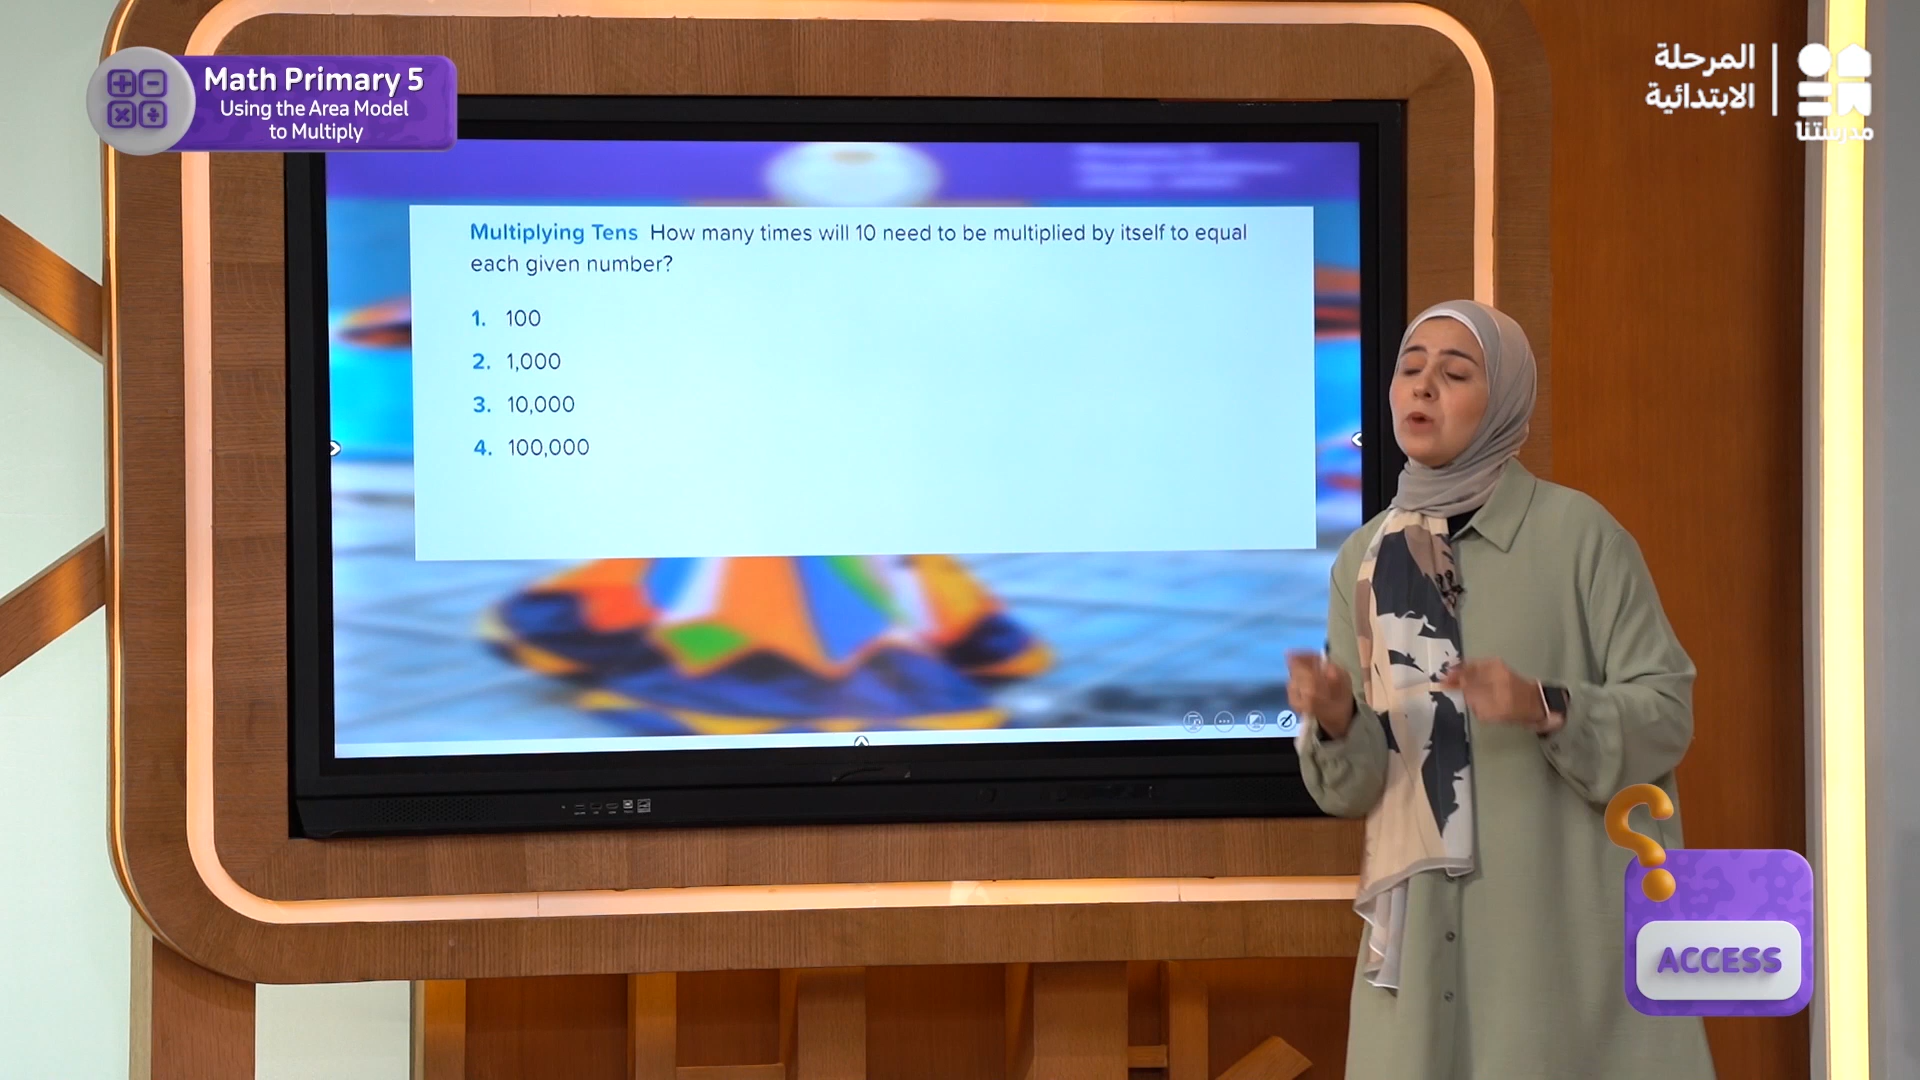 Math Primary 5
Using the Area Model
to Multiply
المرحلة
الابتدائية
مدرستنا
Multiplying Tens How many times will 10 need to be multiplied by itself to equal
each given number?
1. 100
2. 1,000
3. 10,000
4. 100,000
ACCESS